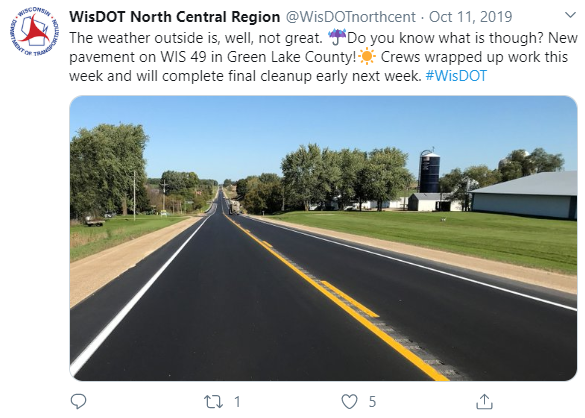 WisDOT North Central Region @WisDOTnorthcent · Oct 11, 2019
The weather outside is, well, not great. ☔Do you know what is though? New
pavement on WIS 49 in Green Lake County!☀️ Crews wrapped up work this
week and will complete final cleanup early next week. #WisDOT
WISCONSIN
DEPARTMENT OF TRANSPORTATION
1
5